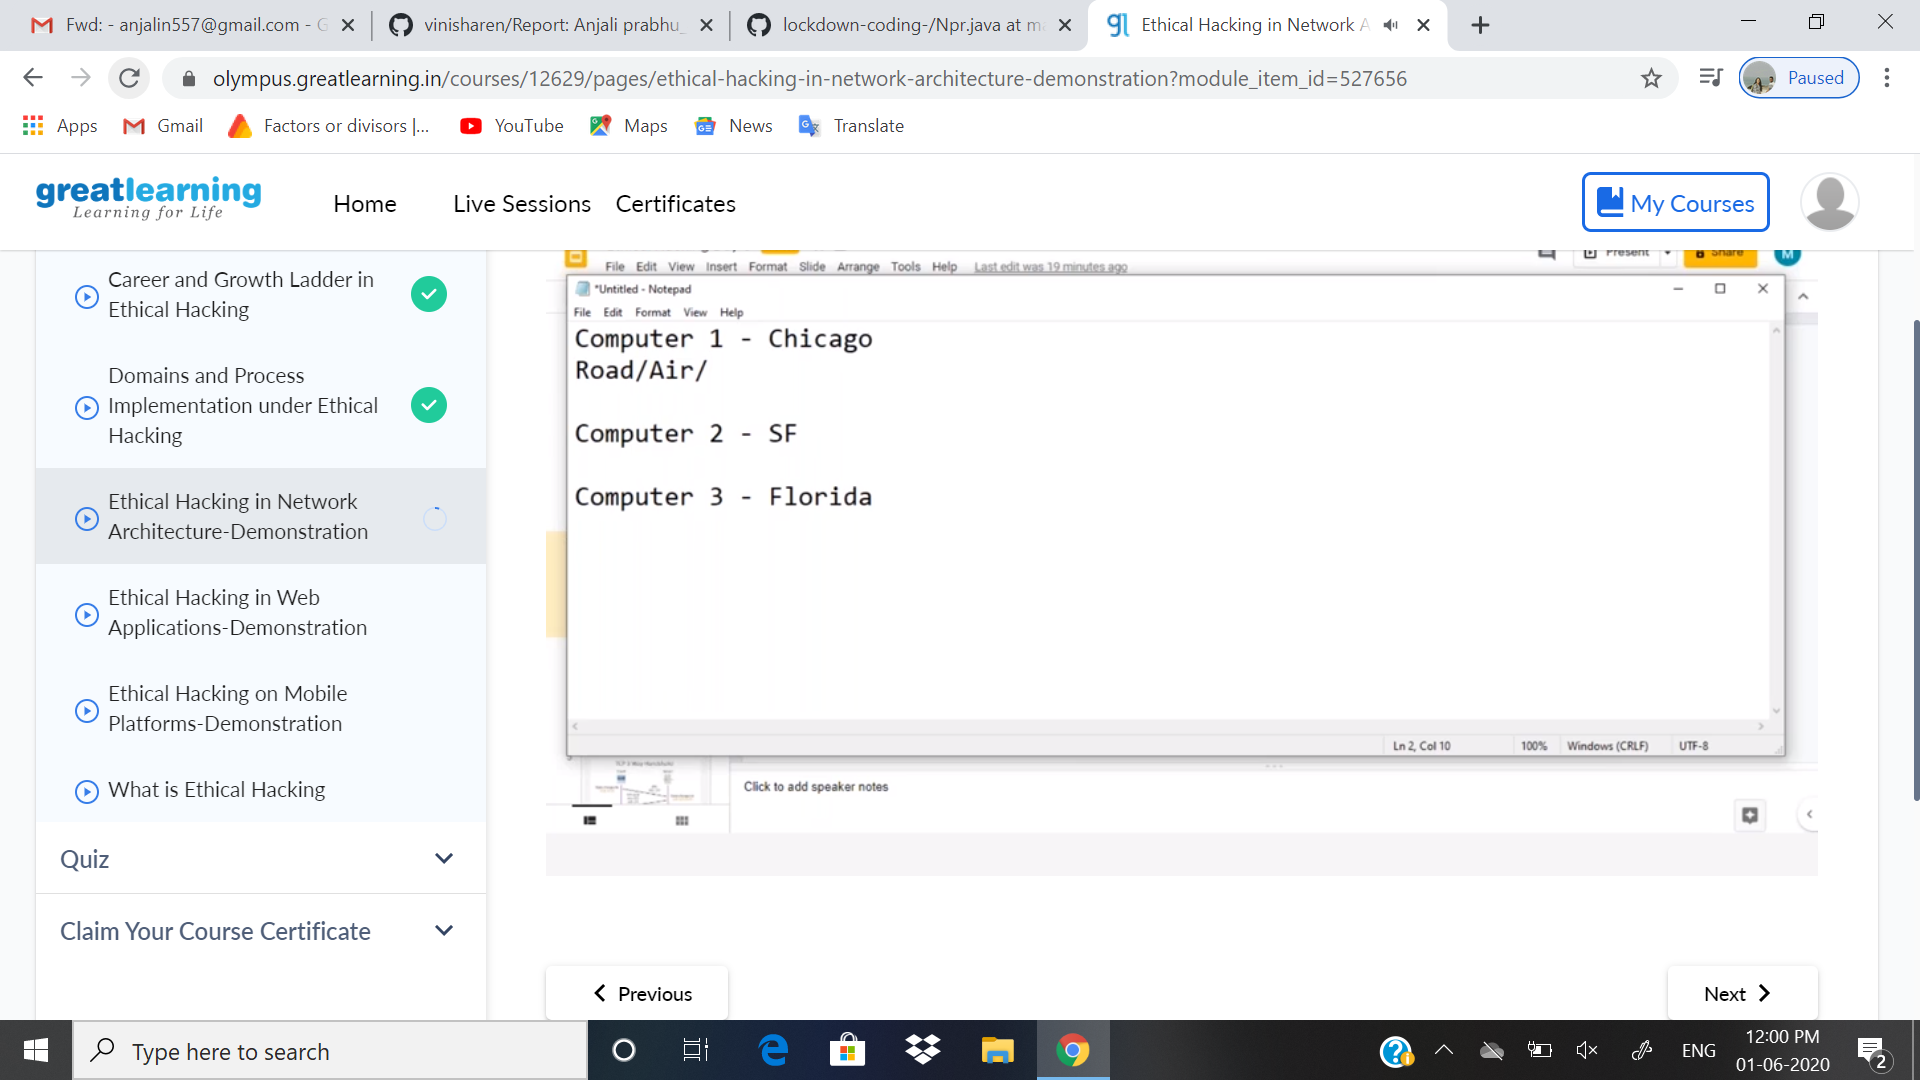 Fwd: - anjalin557@gmail.com - G
vinisharen/Report: Anjali prabhu_
lockdown-coding-/Npr.java at ma
Ethical Hacking in Network A
olympus.greatlearning.in/courses/12629/pages/ethical-hacking-in-network-architecture-demonstration?module_item_id=527656
Paused
Apps
Gmail
Factors or divisors |...
YouTube
Maps
News
Translate
greatlearning
Learning for Life
Home
Live Sessions
Certificates
My Courses
Career and Growth Ladder in
Ethical Hacking
Domains and Process
Implementation under Ethical
Hacking
Ethical Hacking in Network
Architecture-Demonstration
Ethical Hacking in Web
Applications-Demonstration
Ethical Hacking on Mobile
Platforms-Demonstration
What is Ethical Hacking
Quiz
Claim Your Course Certificate
File Edit View Insert Format Slide Arrange Tools Help Last edit was 19 minutes ago
Present
Share
M
*Untitled - Notepad
File Edit Format View Help
Computer 1 - Chicago
Road/Air/
Computer 2 - SF
Computer 3 - Florida
Ln 2, Col 10
100%
Windows (CRLF)
UTF-8
Click to add speaker notes
Previous
Next
Type here to search
ENG
12:00 PM
01-06-2020
2